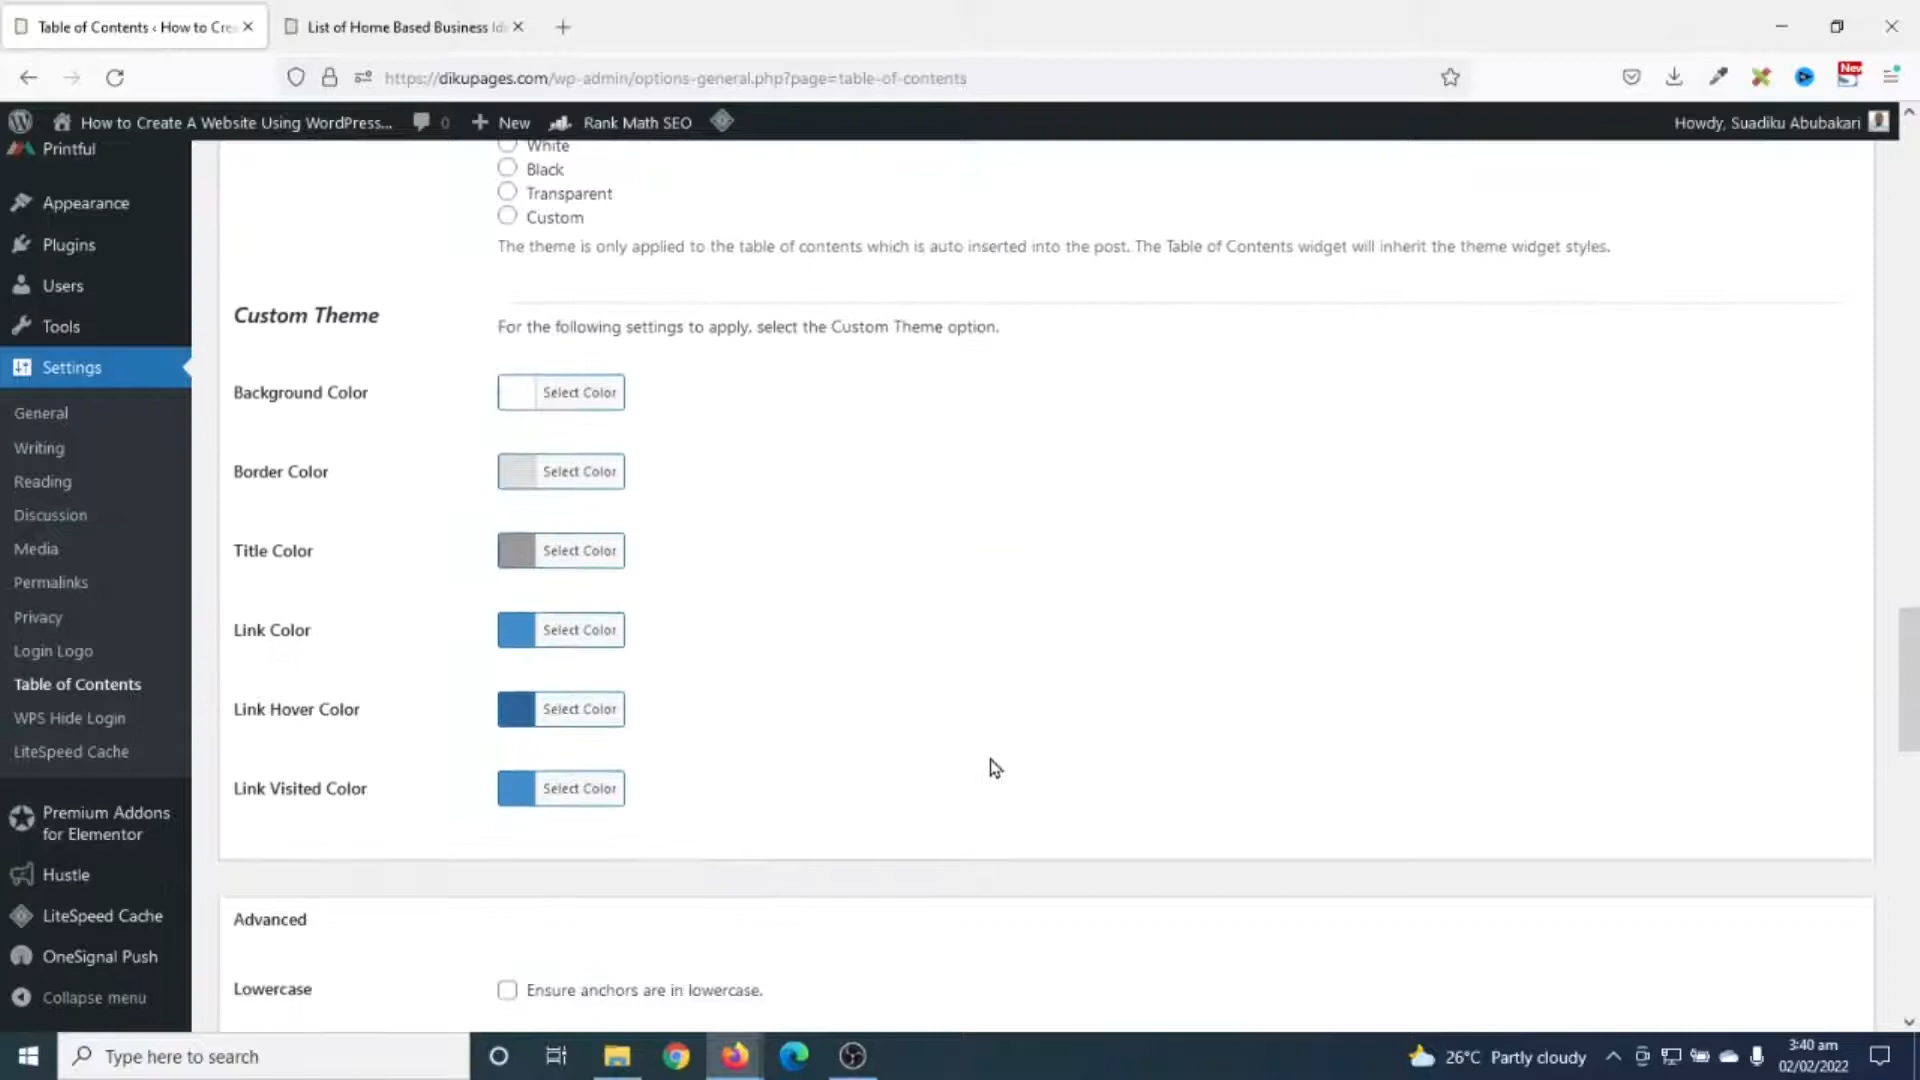 Table of Contents ‹ How to Cre
List of Home Based Business Id
https://dikupages.com/wp-admin/options-general.php?page=table-of-contents
New
How to Create A Website Using WordPress...
0
New
Rank Math SEO
Howdy, Suadiku Abubakari
Printful
Appearance
Plugins
Users
Tools
Settings
General
Writing
Reading
Discussion
Media
Permalinks
Privacy
Login Logo
Table of Contents
WPS Hide Login
LiteSpeed Cache
Premium Addons
for Elementor
Hustle
LiteSpeed Cache
OneSignal Push
Collapse menu
White
Black
Transparent
Custom
The theme is only applied to the table of contents which is auto inserted into the post. The Table of Contents widget will inherit the theme widget styles.
Custom Theme
For the following settings to apply, select the Custom Theme option.
Background Color
Select Color
Border Color
Select Color
Title Color
Select Color
Link Color
Select Color
Link Hover Color
Select Color
Link Visited Color
Select Color
Advanced
Lowercase
Ensure anchors are in lowercase.
Type here to search
26°C Partly cloudy
3:40 am
02/02/2022